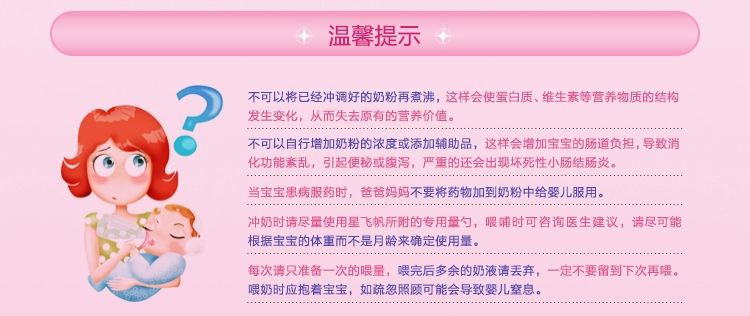 温馨提示
不可以将已经冲调好的奶粉再煮沸，这样会使蛋白质、维生素等营养物质的结构
发生变化，从而失去原有的营养价值。
不可以自行增加奶粉的浓度或添加辅助品，这样会增加宝宝的肠道负担，导致消
化功能紊乱，引起便秘或腹泻，严重的还会出现坏死性小肠结肠炎。
当宝宝患病服药时，爸爸妈妈不要将药物加到奶粉中给婴儿服用。
冲奶时请尽量使用星飞帆所附的专用量勺，喂哺时可咨询医生建议，请尽可能
根据宝宝的体重而不是月龄来确定使用量。
每次请只准备一次的喂量，喂完后多余的奶液请丢弃，一定不要留到下次再喂。
喂奶时应抱着宝宝，如疏忽照顾可能会导致婴儿窒息。